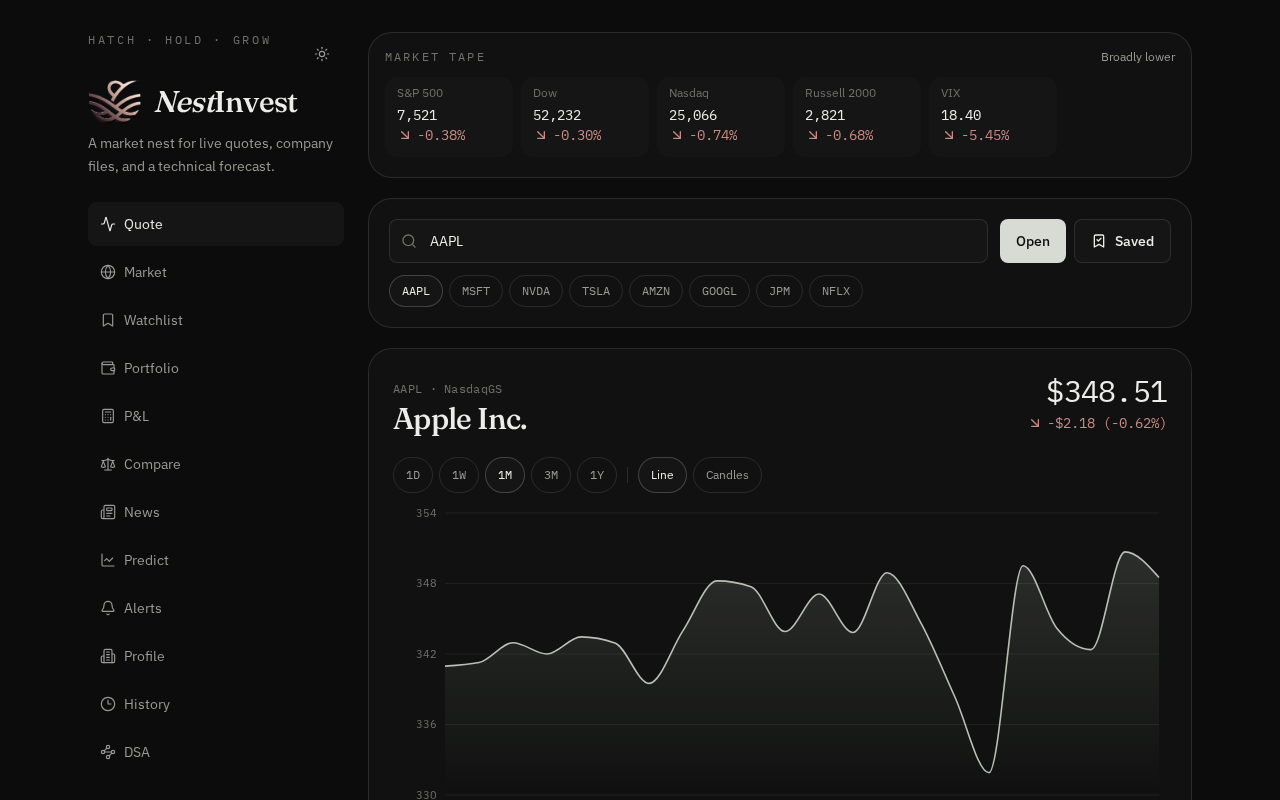 HATCH · HOLD · GROW
NestInvest
A market nest for live quotes, company
files, and a technical forecast.
Quote
Market
Watchlist
Portfolio
P&L
Compare
News
Predict
Alerts
Profile
History
DSA
MARKET TAPE
Broadly lower
S&P 500
7,521
-0.38%
Dow
52,232
-0.30%
Nasdaq
25,066
-0.74%
Russell 2000
2,821
-0.68%
VIX
18.40
-5.45%
AAPL
Open
Saved
AAPL
MSFT
NVDA
TSLA
AMZN
GOOGL
JPM
NFLX
AAPL · NasdaqGS
Apple Inc.
$348.51
-$2.18 (-0.62%)
1D
1W
1M
3M
1Y
Line
Candles
354
348
342
336
330